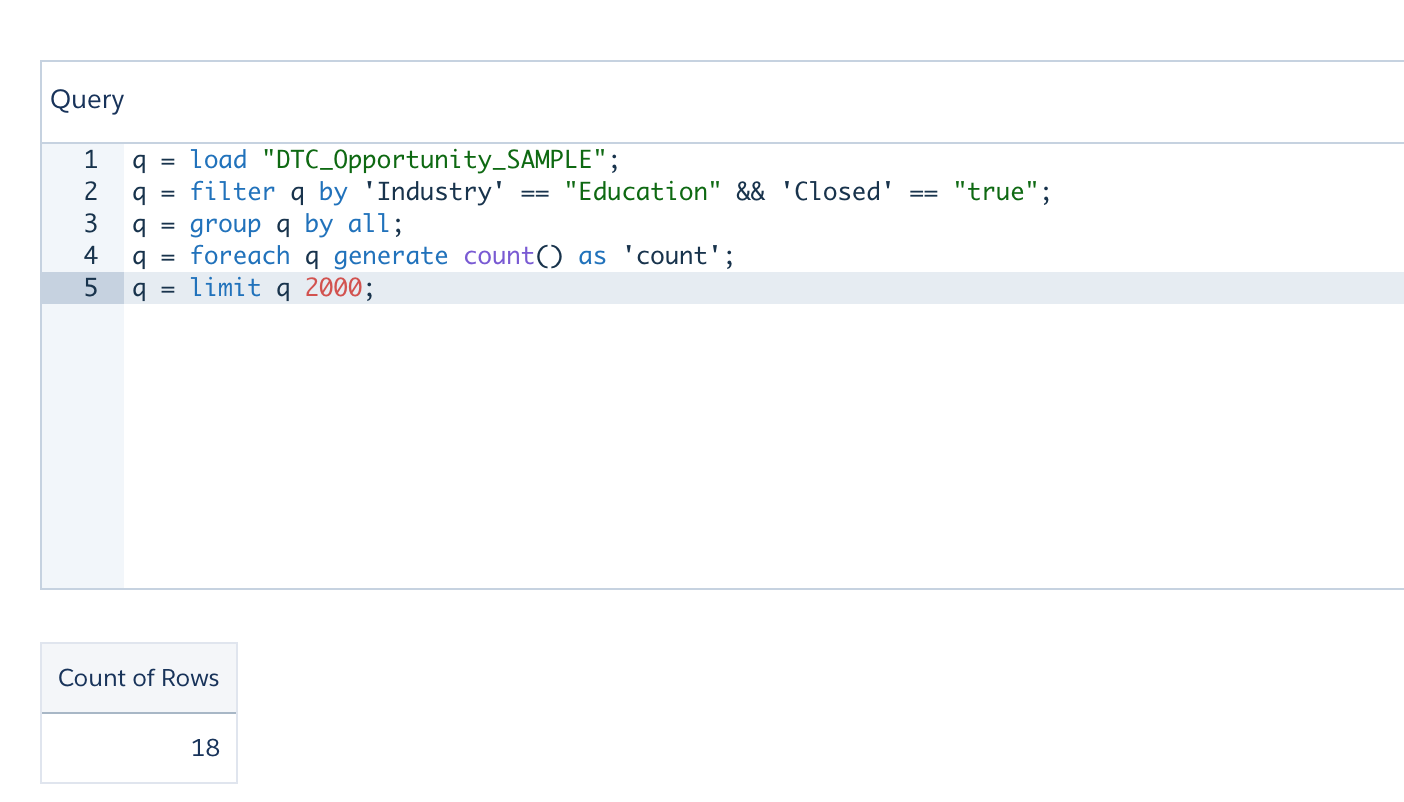 Query
1 q = load "DTC_Opportunity_SAMPLE";
2 q = filter q by 'Industry' == "Education" && 'Closed' == "true";
3 q = group q by all;
4 q = foreach q generate count() as 'count';
5 q = limit q 2000;
Count of Rows
18